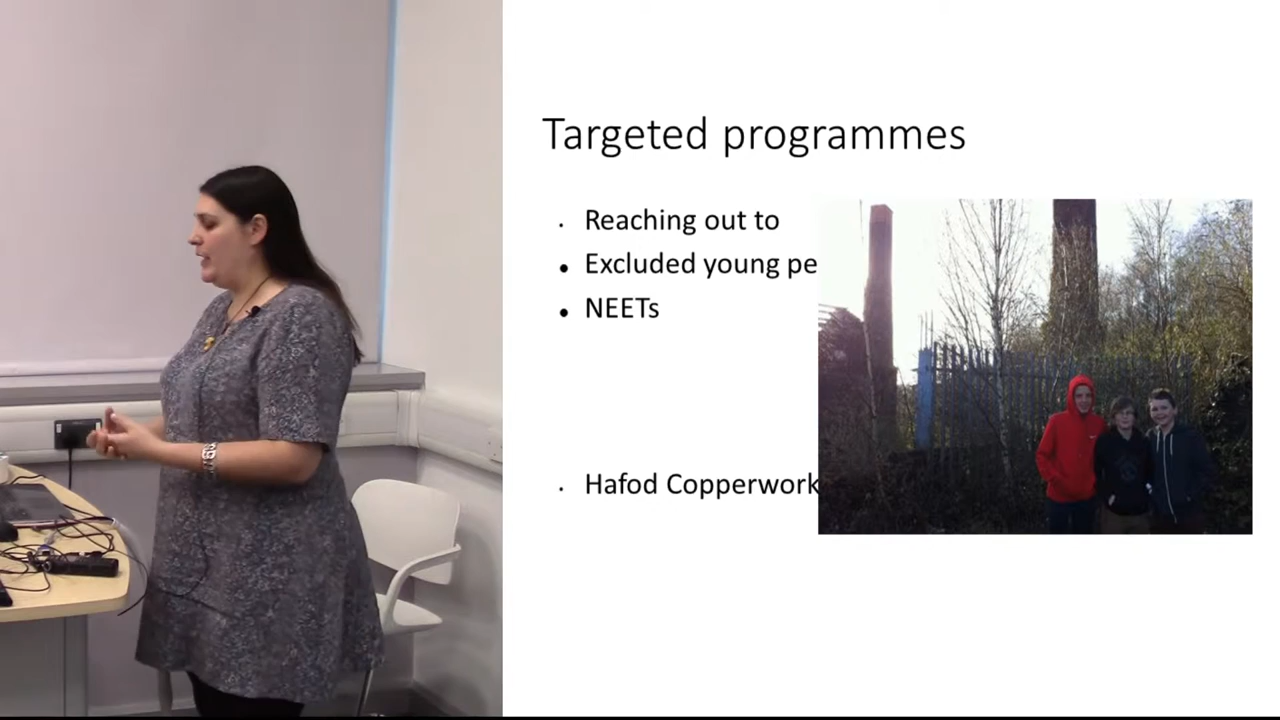 Targeted programmes
· Reaching out to
● Excluded young pe
● NEETs
· Hafod Copperwork